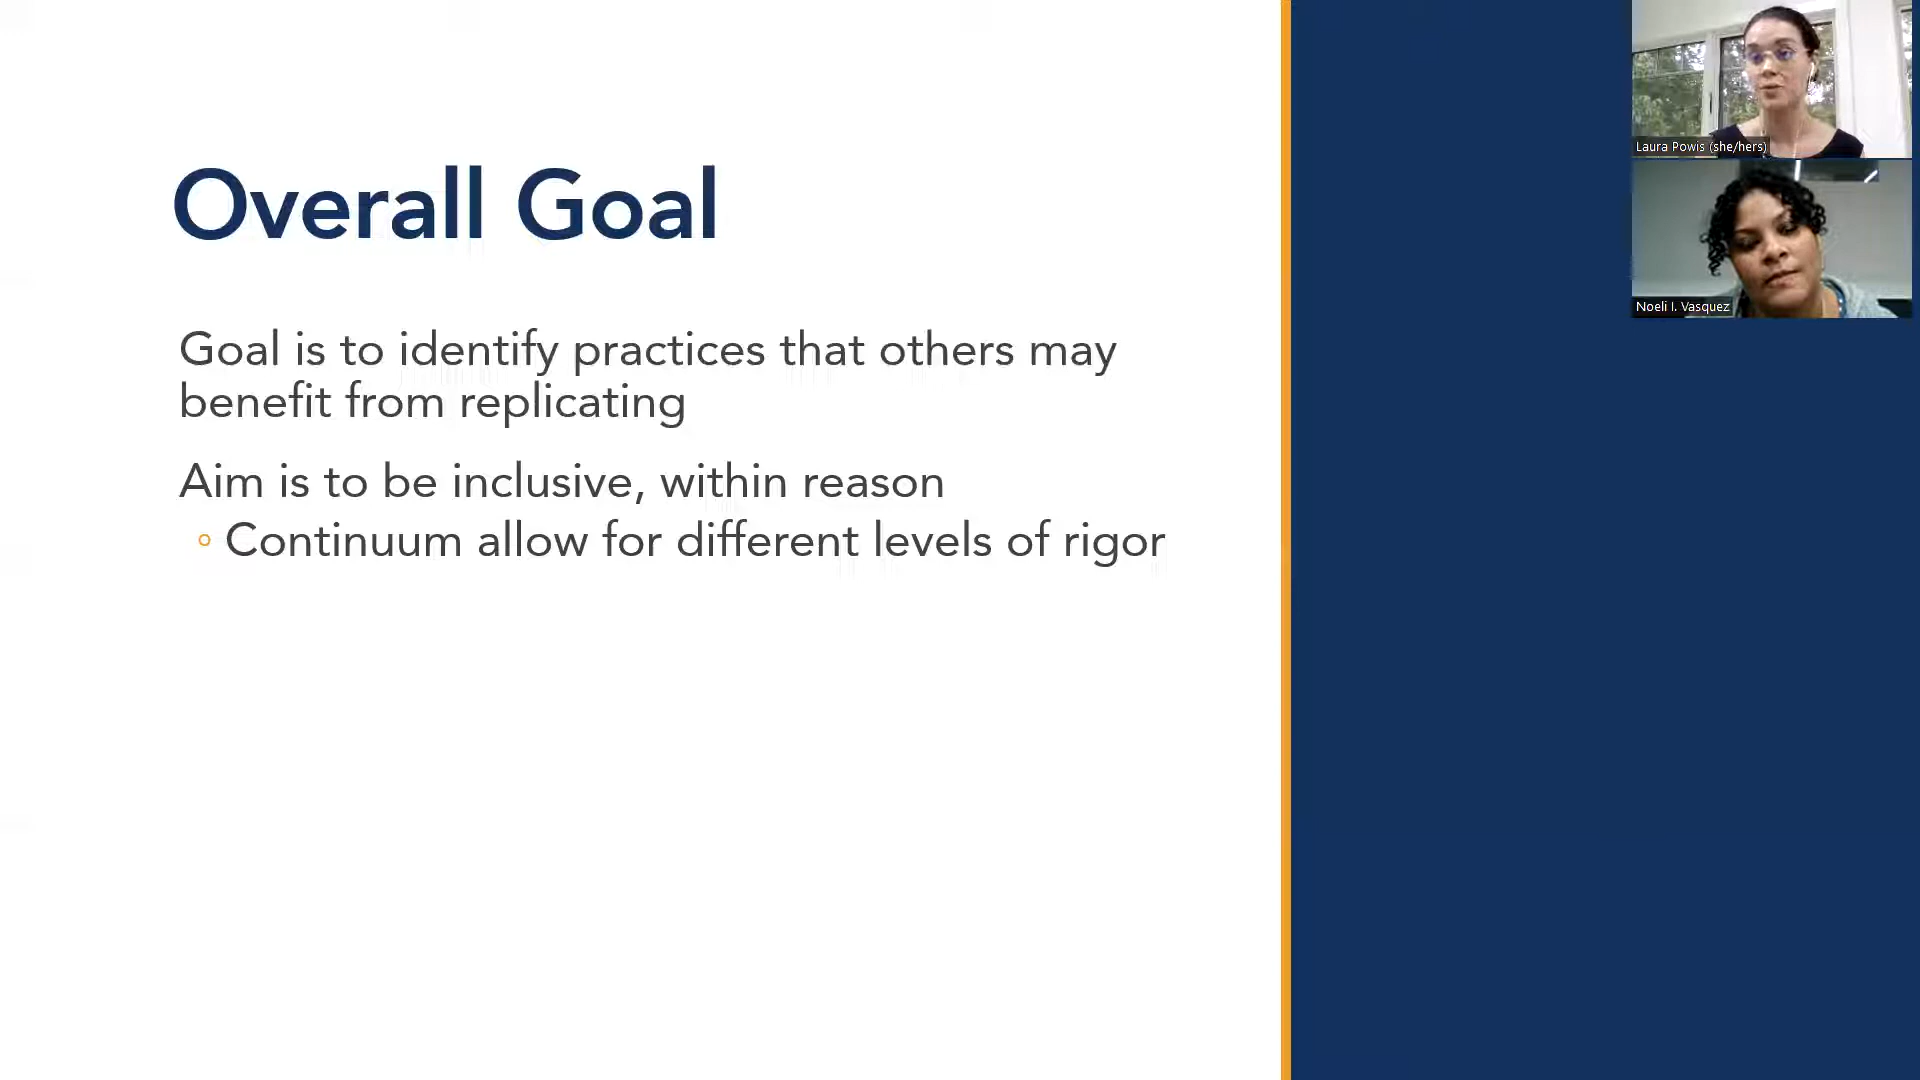 Overall Goal
Goal is to identify practices that others may
benefit from replicating
Aim is to be inclusive, within reason
◦ Continuum allow for different levels of rigor
Laura Powis (she/hers)
Noeli I. Vasquez